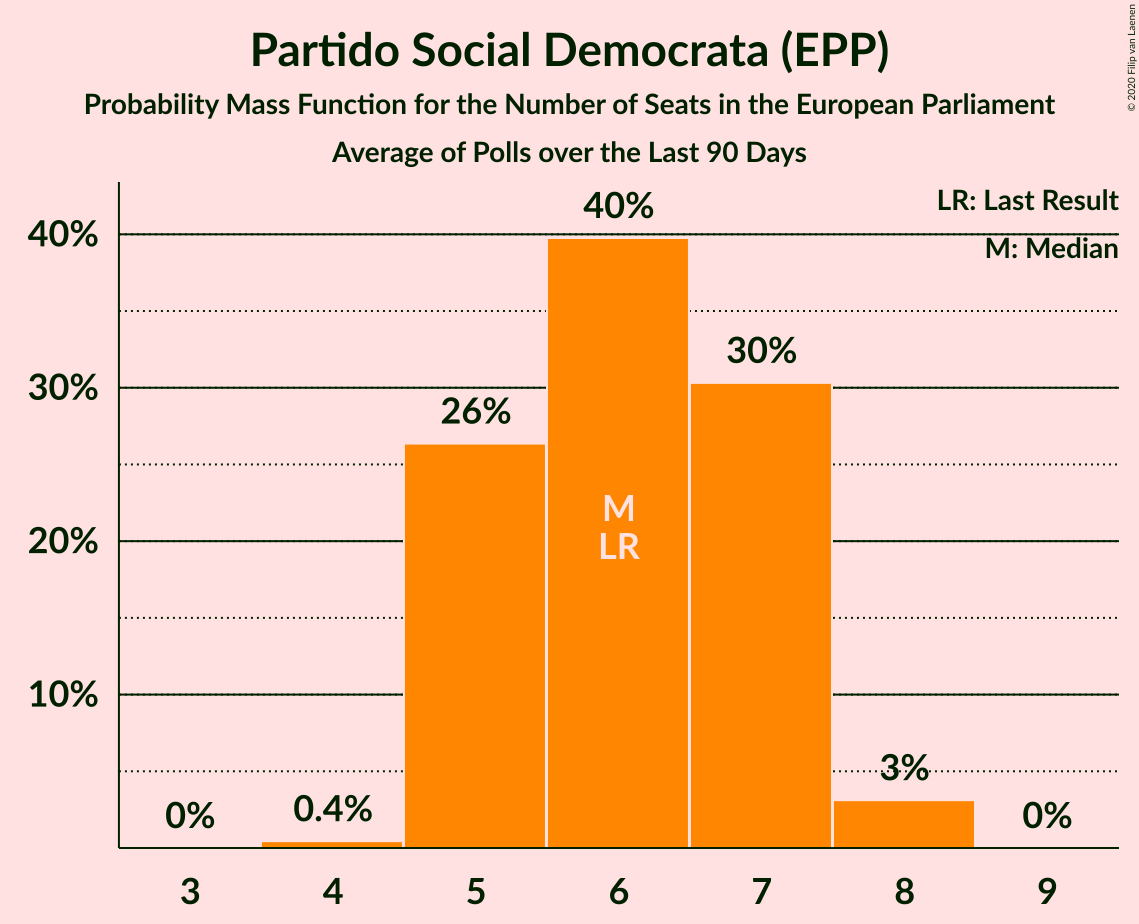 Partido Social Democrata (EPP)
Probability Mass Function for the Number of Seats in the European Parliament
Average of Polls over the Last 90 Days
© 2020 Filip van Laenen
LR: Last Result
M: Median
40%
30%
20%
10%
0%
0.4%
26%
40%
30%
3%
0%
M
LR
3
4
5
6
7
8
9